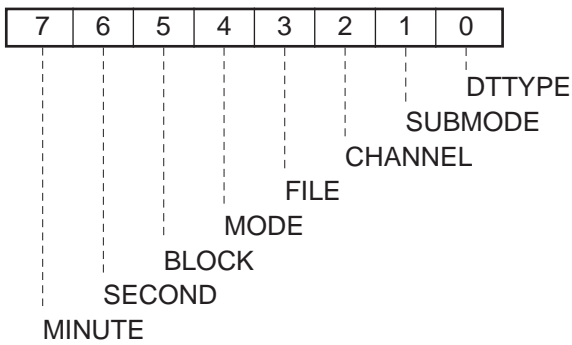 7 6 5 4 3 2 1 0
DTTYPE
SUBMODE
CHANNEL
FILE
MODE
BLOCK
SECOND
MINUTE